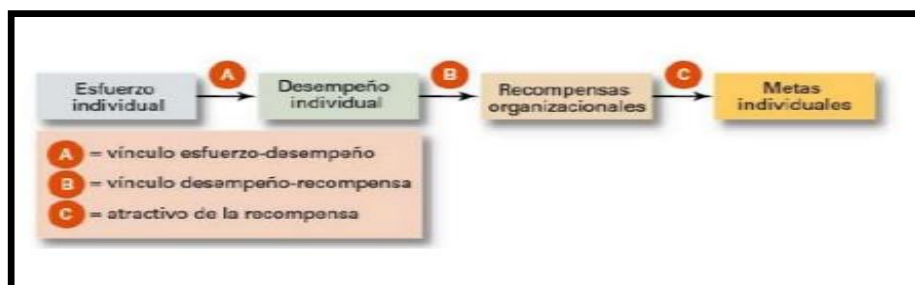 A
B
C
Esfuerzo
individual
Desempeño
individual
Recompensas
organizacionales
Metas
individuales
A = vínculo esfuerzo-desempeño
B = vínculo desempeño-recompensa
C = atractivo de la recompensa